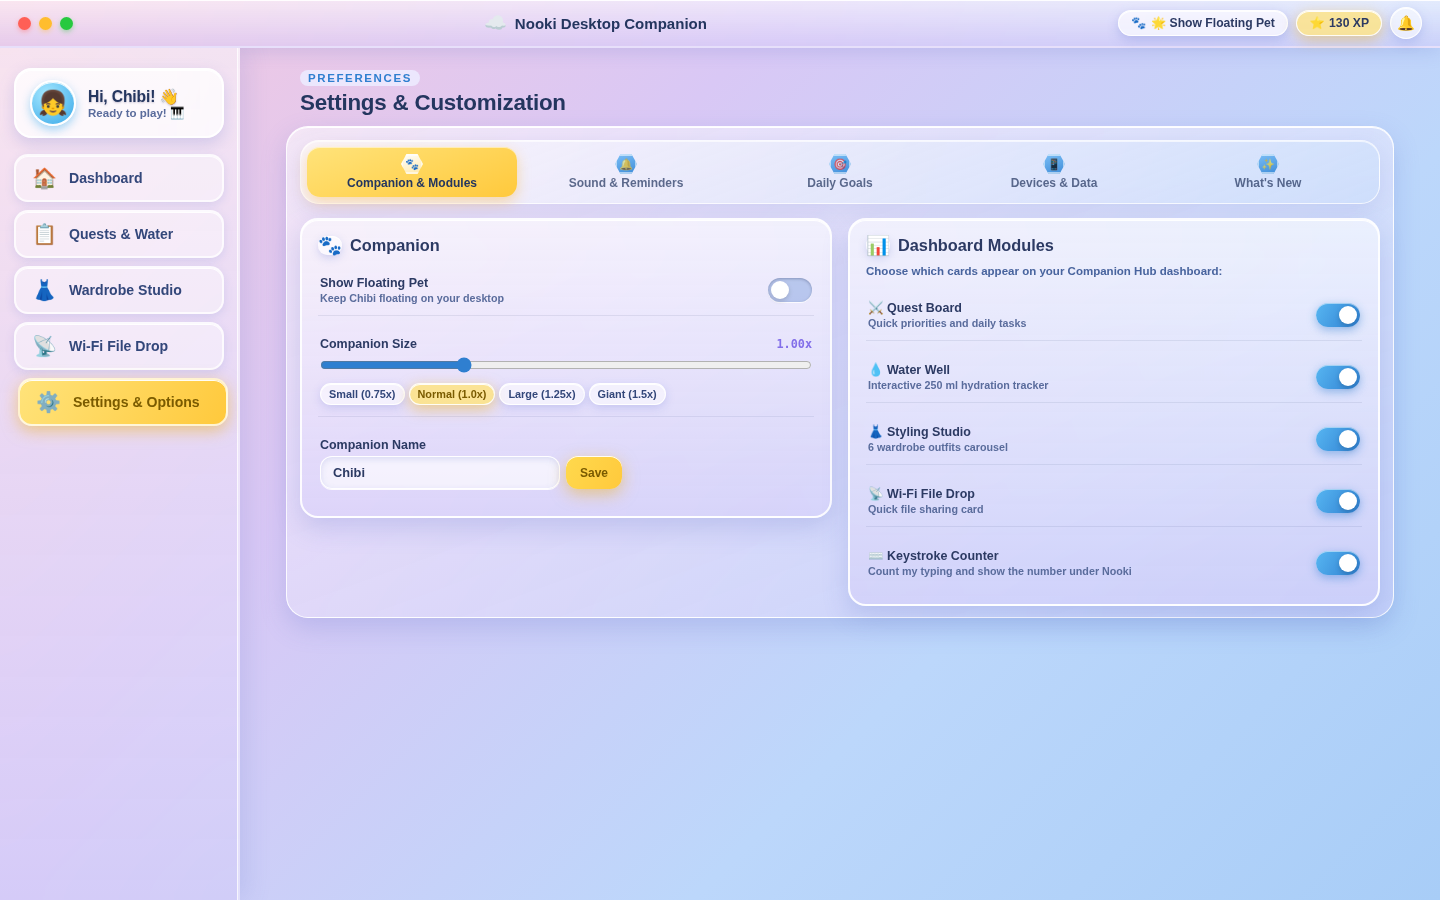 Nooki Desktop Companion
Show Floating Pet
130 XP
Hi, Chibi!
Ready to play!
Dashboard
Quests & Water
Wardrobe Studio
Wi-Fi File Drop
Settings & Options
PREFERENCES
Settings & Customization
Companion & Modules
Sound & Reminders
Daily Goals
Devices & Data
What's New
Companion
Show Floating Pet
Keep Chibi floating on your desktop
Companion Size
1.00x
Small (0.75x)
Normal (1.0x)
Large (1.25x)
Giant (1.5x)
Companion Name
Chibi
Save
Dashboard Modules
Choose which cards appear on your Companion Hub dashboard:
Quest Board
Quick priorities and daily tasks
Water Well
Interactive 250 ml hydration tracker
Styling Studio
6 wardrobe outfits carousel
Wi-Fi File Drop
Quick file sharing card
Keystroke Counter
Count my typing and show the number under Nooki